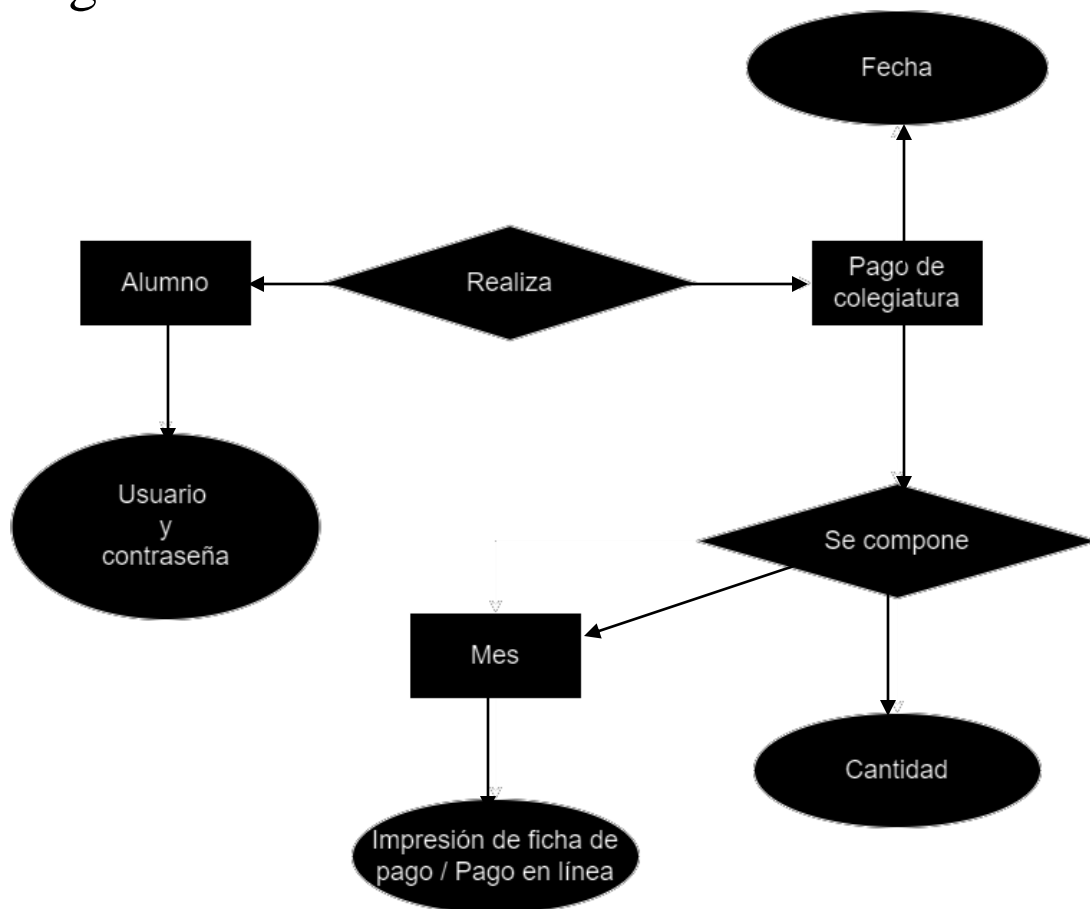 Fecha
Alumno
Realiza
Pago de
colegiatura
Usuario
y
contraseña
Se compone
Mes
Cantidad
Impresión de ficha de
pago / Pago en línea